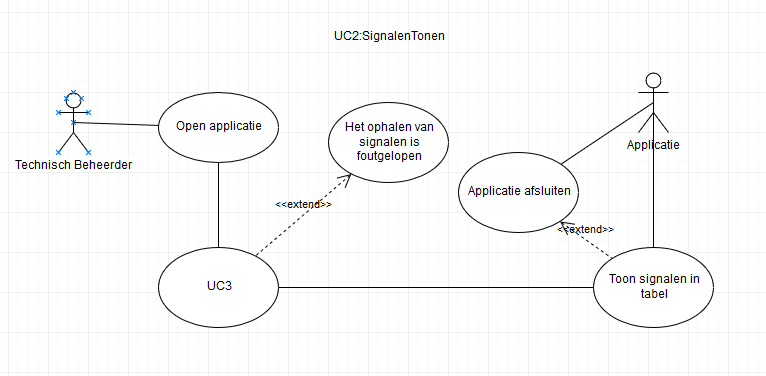 UC2:SignalenTonen
Open applicatie
Het ophalen van
signalen is
foutgelopen
Technisch Beheerder
Applicatie
Applicatie afsluiten
<<extend>>
<<extend>>
UC3
Toon signalen in
tabel